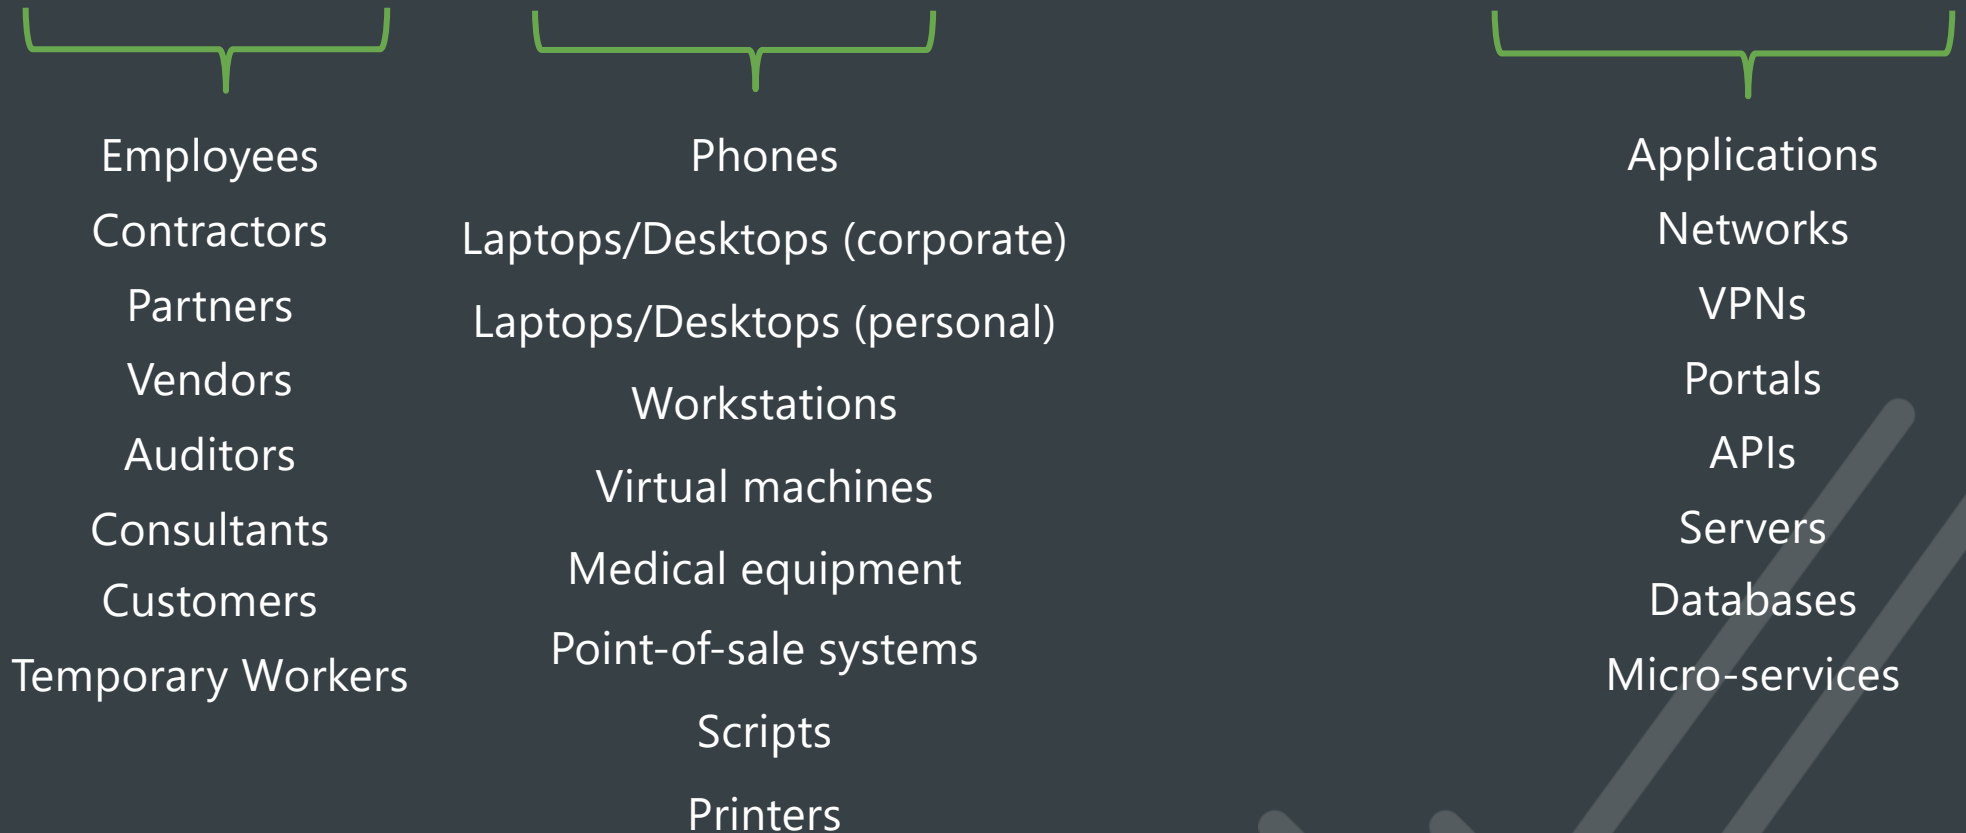 Employees
Contractors
Partners
Vendors
Auditors
Consultants
Customers
Temporary Workers
Phones
Laptops/Desktops (corporate)
Laptops/Desktops (personal)
Workstations
Virtual machines
Medical equipment
Point-of-sale systems
Scripts
Printers
Applications
Networks
VPNs
Portals
APIs
Servers
Databases
Micro-services